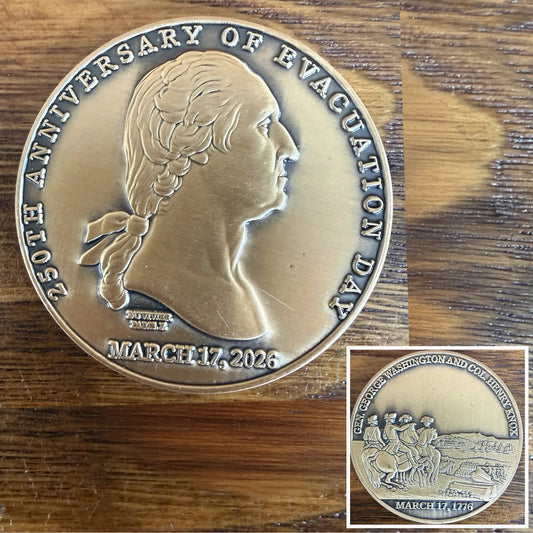 250TH ANNIVERSARY OF EVACUATION DAY
MARCH 17, 2026
GEN GEORGE WASHINGTON AND COL. HENRY KNOX
MARCH 17, 1776